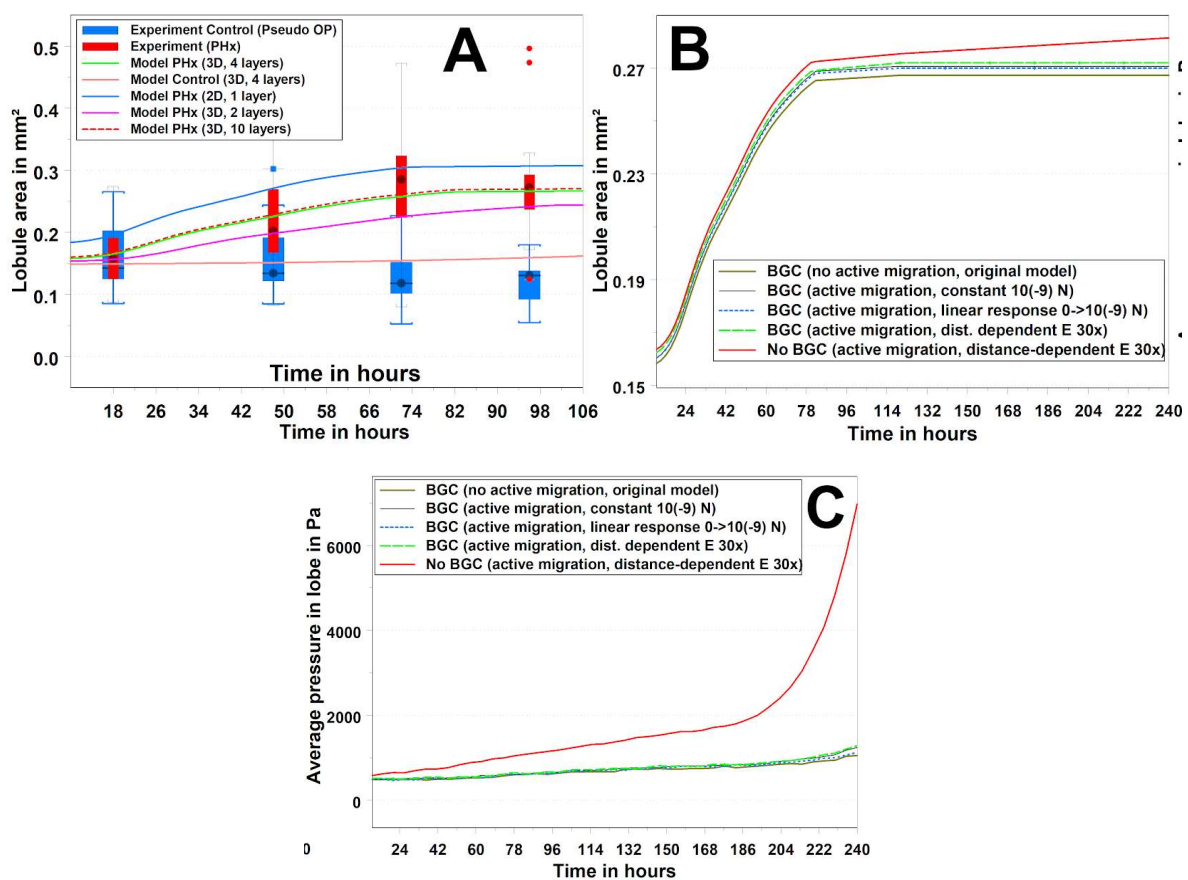 A
Experiment Control (Pseudo OP)
Experiment (PHx)
Model PHx (3D, 4 layers)
Model Control (3D, 4 layers)
Model PHx (2D, 1 layer)
Model PHx (3D, 2 layers)
Model PHx (3D, 10 layers)
Lobule area in mm²
0.5
0.4
0.3
0.2
0.1
0.0
Time in hours
18 26 34 42 50 58 66 74 82 90 98 106
Time in hours
B
Lobule area in mm²
0.27
0.23
0.19
0.15
BGC (no active migration, original model)
BGC (active migration, constant 10(-9) N)
BGC (active migration, linear response 0->10(-9) N)
BGC (active migration, dist. dependent E 30x)
No BGC (active migration, distance-dependent E 30x)
24 42 60 78 96 114 132 150 168 186 204 222 240
Time in hours
C
BGC (no active migration, original model)
BGC (active migration, constant 10(-9) N)
BGC (active migration, linear response 0->10(-9) N)
BGC (active migration, dist. dependent E 30x)
No BGC (active migration, distance-dependent E 30x)
Average pressure in lobe in Pa
6000
4000
2000
0
0 24 42 60 78 96 114 132 150 168 186 204 222 240
Time in hours